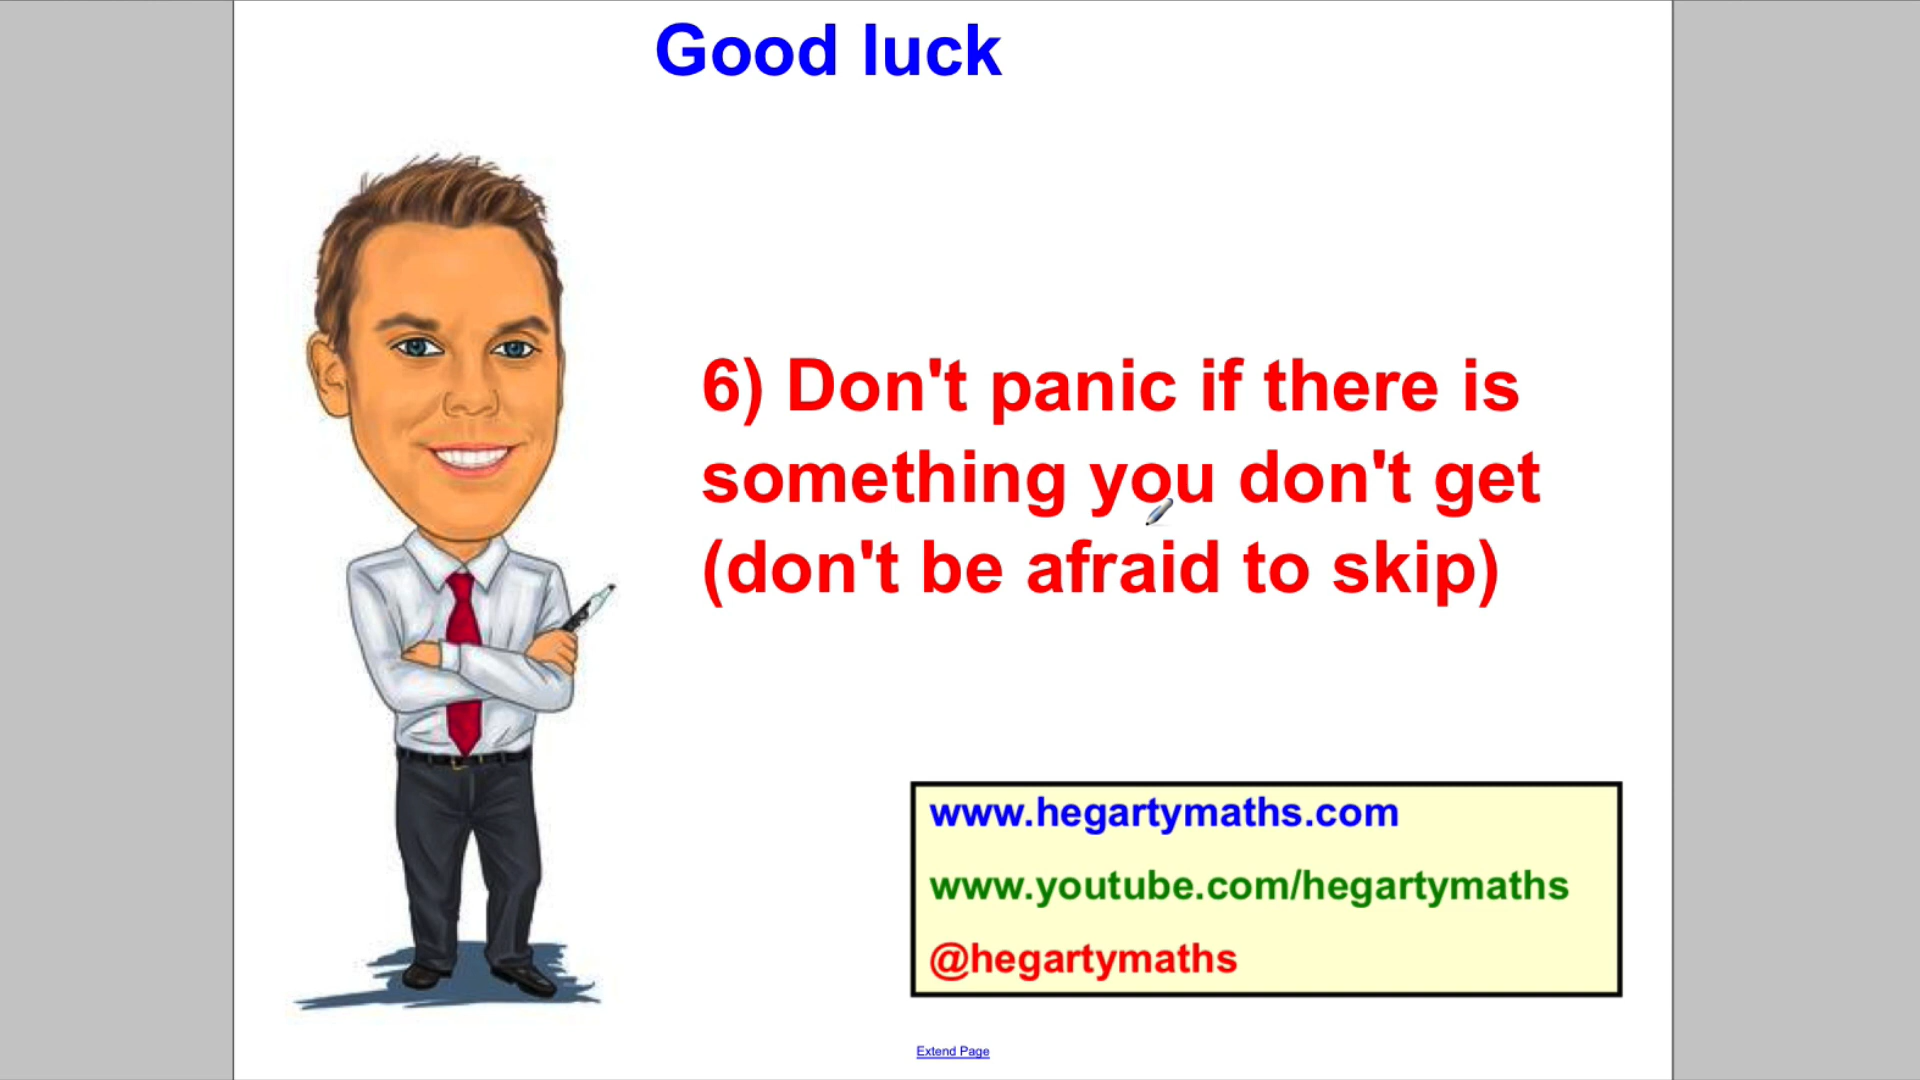 Good luck
6) Don't panic if there is
something you don't get
(don't be afraid to skip)
www.hegartymaths.com
www.youtube.com/hegartymaths
@hegartymaths
Extend Page